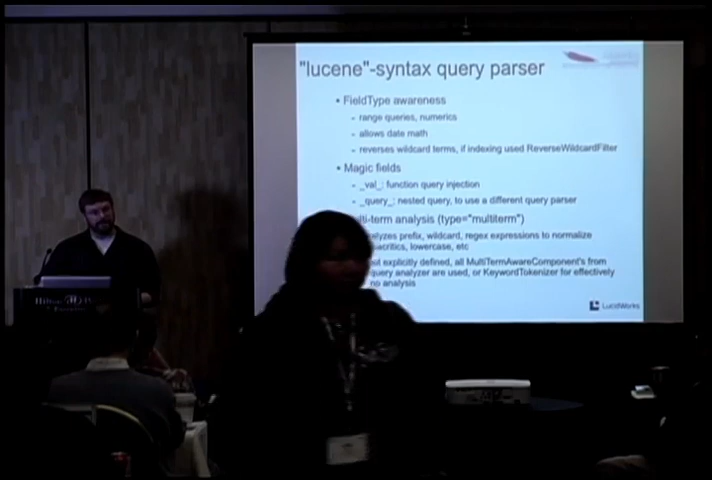 "lucene"-syntax query parser
• FieldType awareness
– range queries, numerics
– allows date math
– reverses wildcard terms, if indexing used ReverseWildcardFilter
• Magic fields
– _val_: function query injection
– _query_: nested query, to use a different query parser
lti-term analysis (type="multiterm")
alyzes prefix, wildcard, regex expressions to normalize
acritics, lowercase, etc
ot explicitly defined, all MultiTermAwareComponent's from
query analyzer are used, or KeywordTokenizer for effectively
no analysis
LucidWorks
Hilton